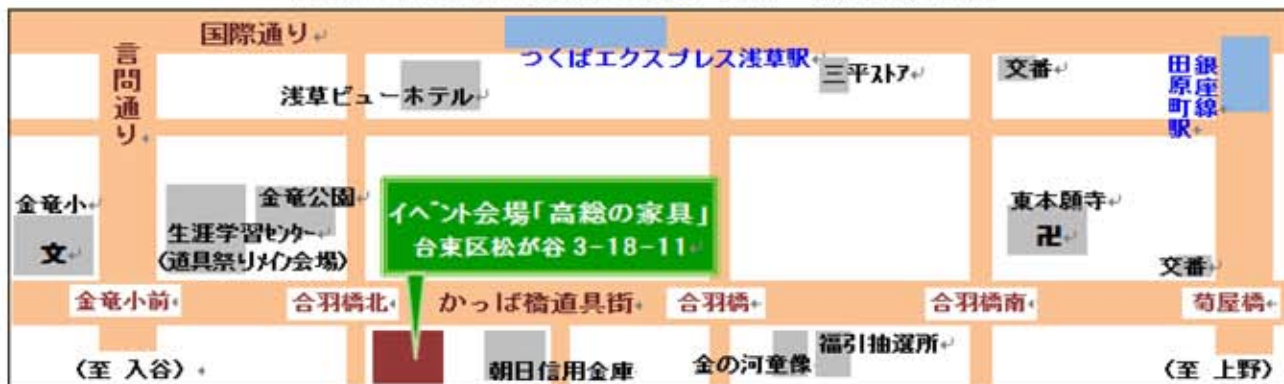 国際通り
言問通り
つくばエクスプレス浅草駅
浅草ビューホテル
三平ストア
交番
銀座線
田原町駅
金竜小
文
金竜公園
生涯学習センター
(道具祭りメイン会場)
イベント会場「高総の家具」
台東区松が谷 3-18-11
東本願寺
卍
交番
金竜小前
合羽橋北
かっぱ橋道具街
合羽橋
合羽橋南
菊屋橋
(至 入谷)
朝日信用金庫
金の河童像
福引抽選所
(至 上野)